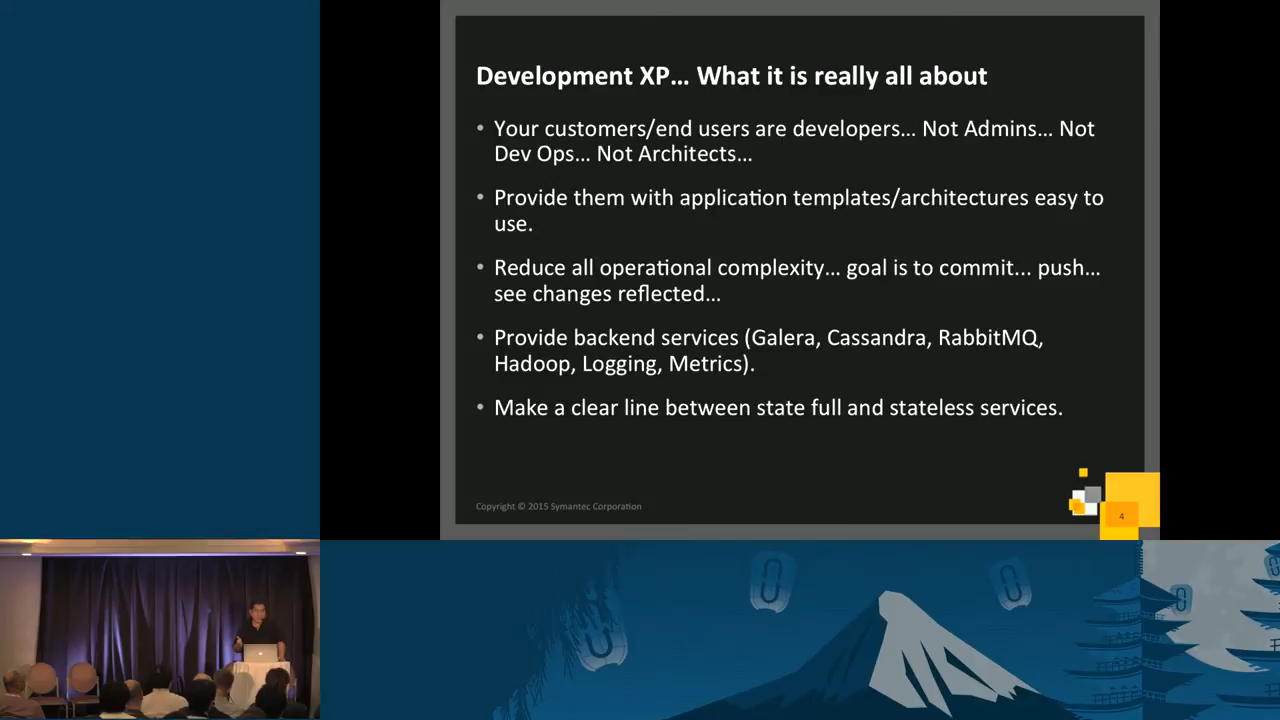 Development XP... What it is really all about
• Your customers/end users are developers... Not Admins... Not
Dev Ops... Not Architects...
• Provide them with application templates/architectures easy to
use.
• Reduce all operational complexity... goal is to commit... push...
see changes reflected...
• Provide backend services (Galera, Cassandra, RabbitMQ,
Hadoop, Logging, Metrics).
• Make a clear line between state full and stateless services.
Copyright © 2015 Symantec Corporation
4